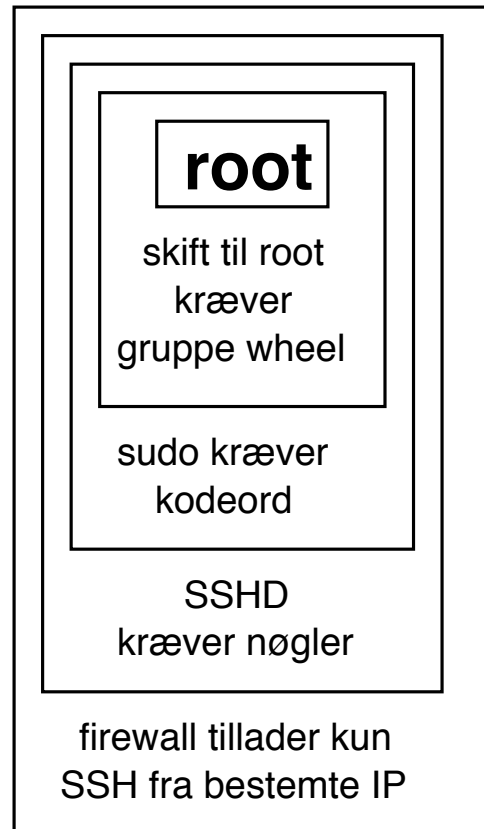 root
skift til root
kræver
gruppe wheel
sudo kræver
kodeord
SSHD
kræver nøgler
firewall tillader kun
SSH fra bestemte IP